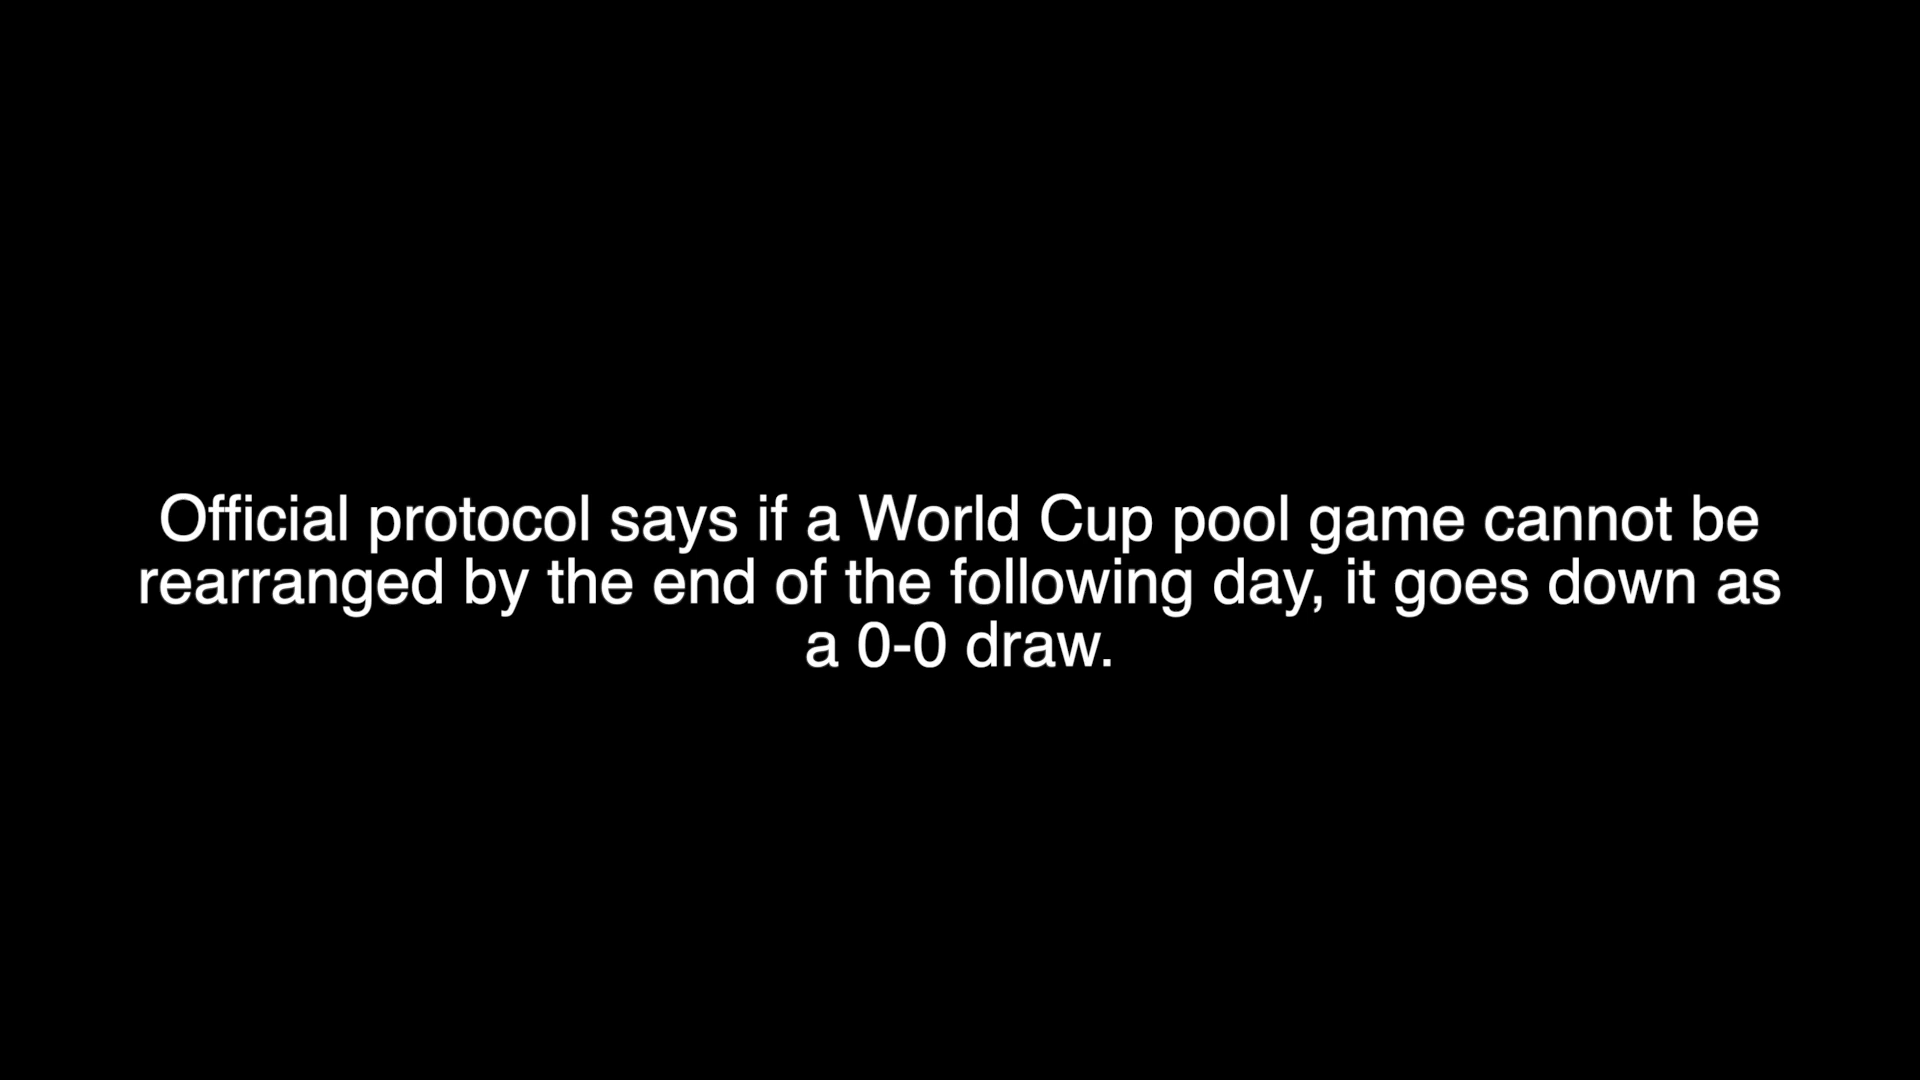 Official protocol says if a World Cup pool game cannot be
rearranged by the end of the following day, it goes down as
a 0-0 draw.